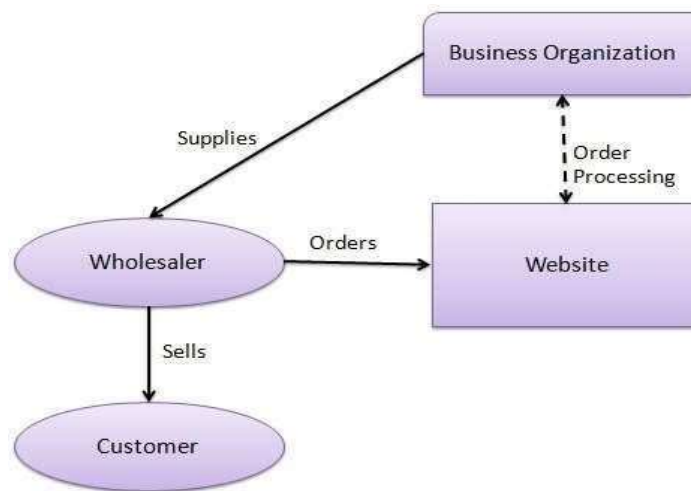 Business Organization
Supplies
Order
Processing
Wholesaler
Orders
Website
Sells
Customer